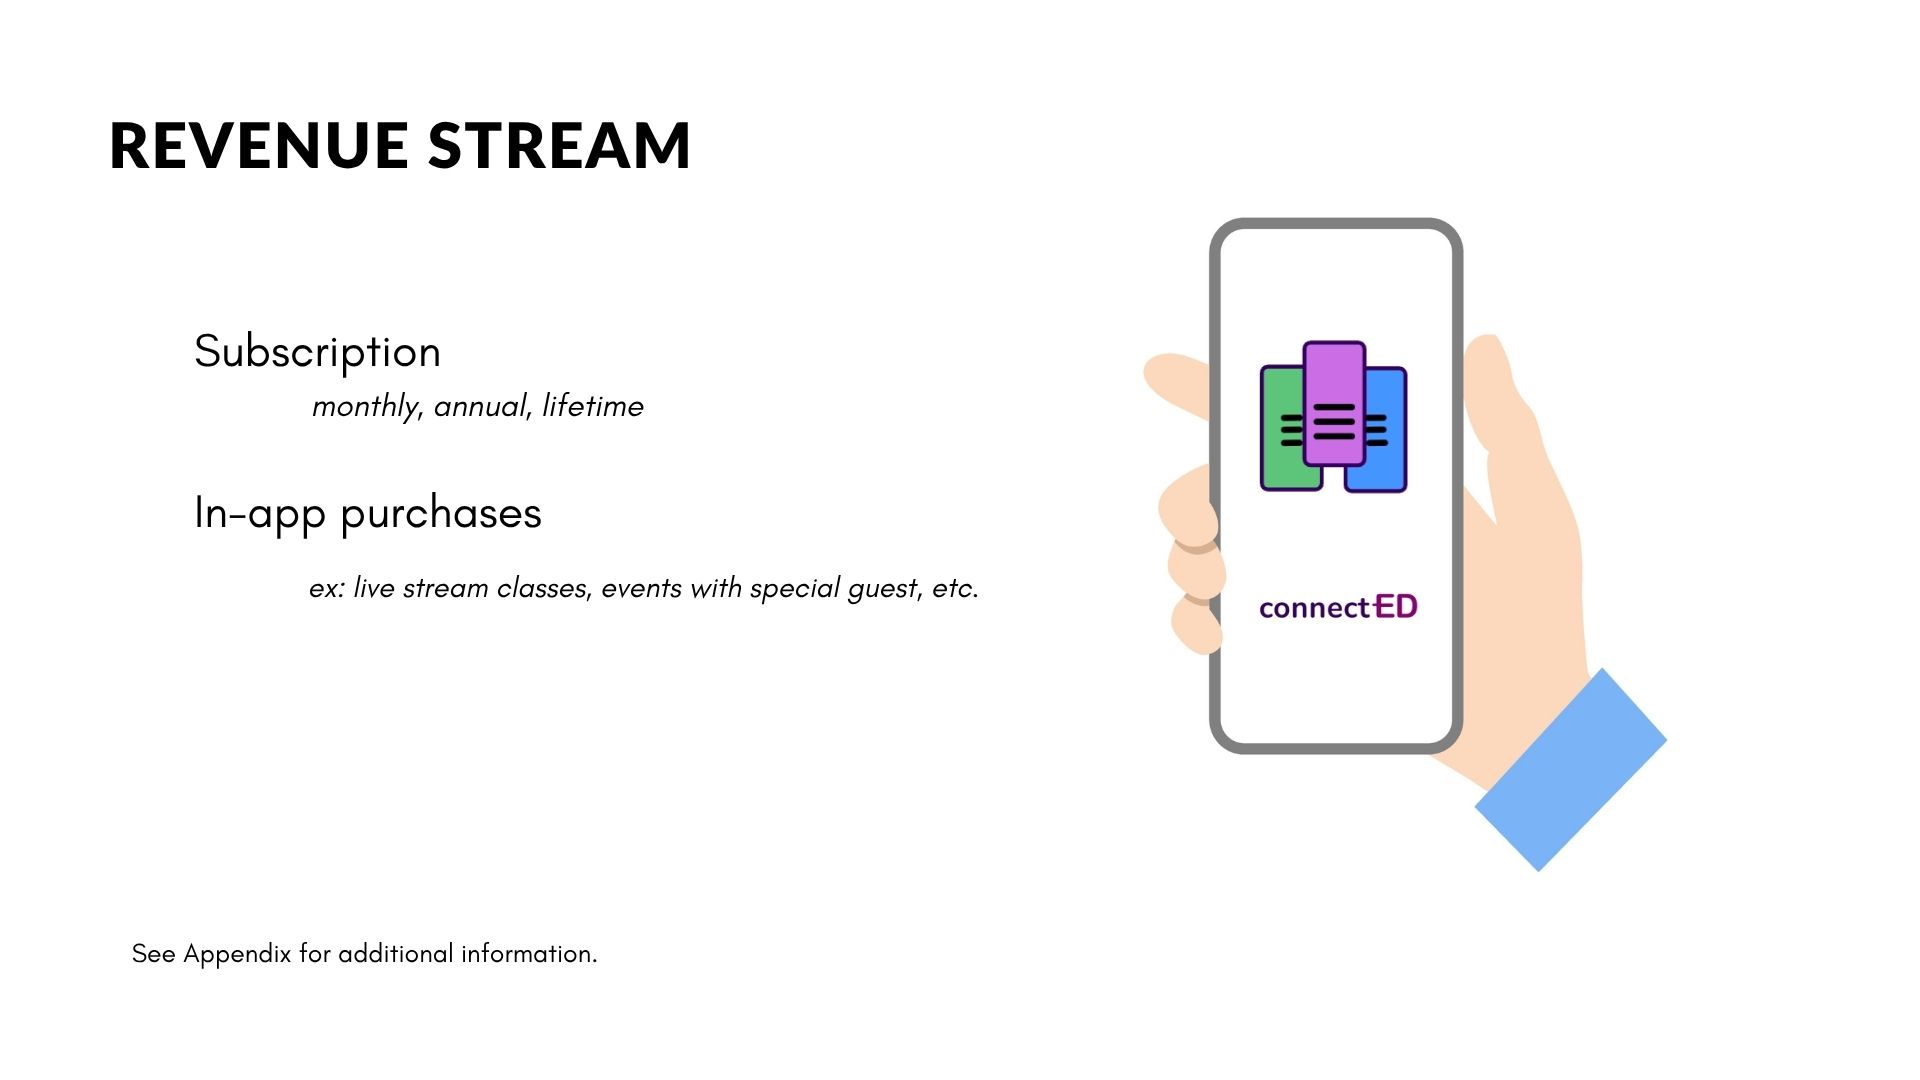 REVENUE STREAM
Subscription
monthly, annual, lifetime
In-app purchases
ex: live stream classes, events with special guest, etc.
connectED
See Appendix for additional information.